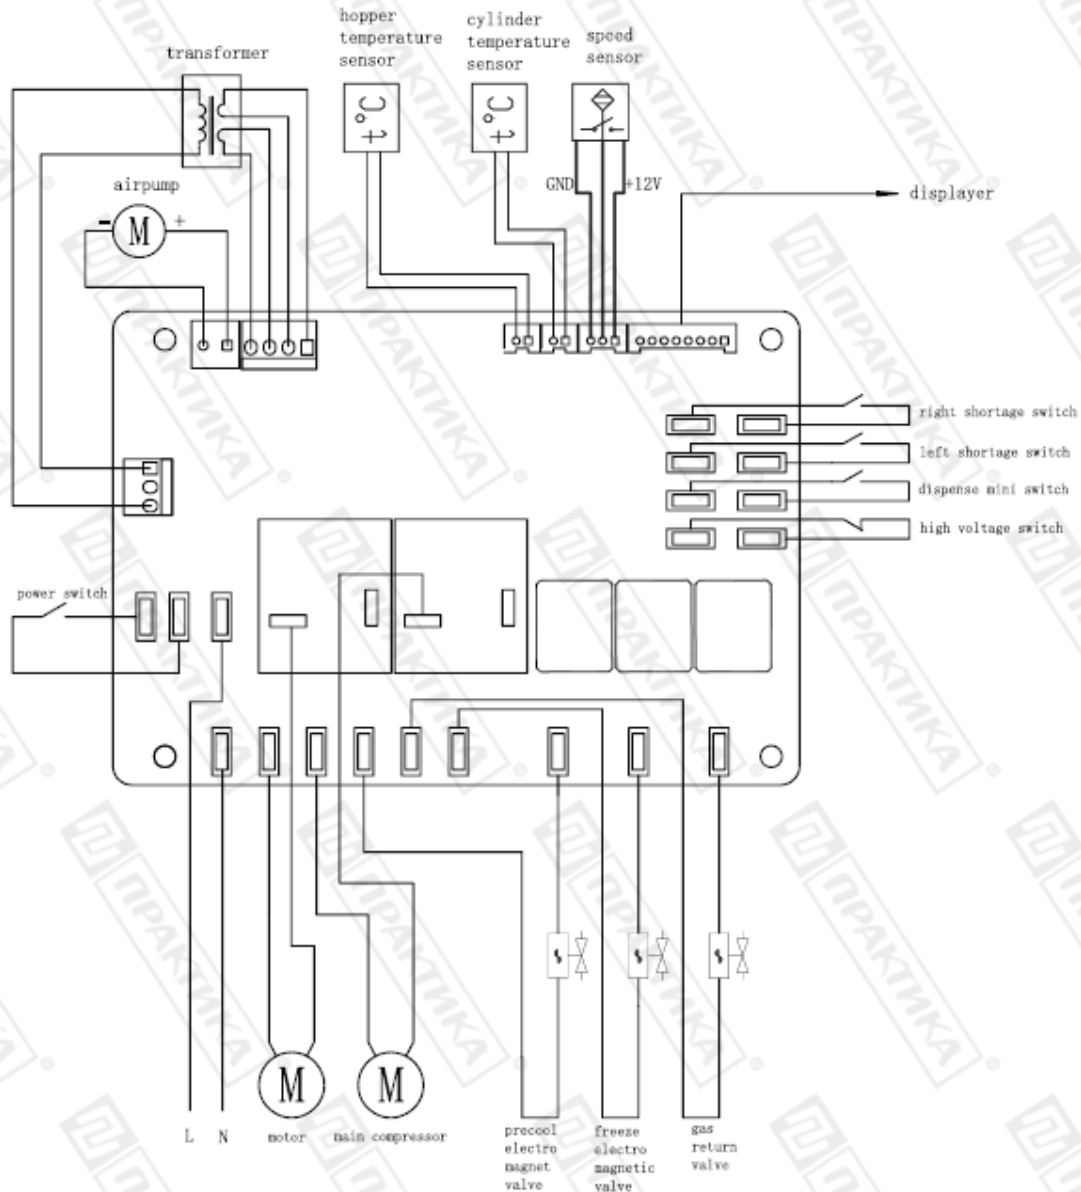 hopper
temperature
sensor
cylinder
temperature
sensor
speed
sensor
transformer
t°C
t°C
airpump
- M +
GND
+12V
displayer
right shortage switch
left shortage switch
dispense mini switch
high voltage switch
power switch
M
M
L
N
motor
main compressor
precool
electro
magnet
valve
freeze
electro
magnetic
valve
gas
return
valve
ПРАКТИКА ®